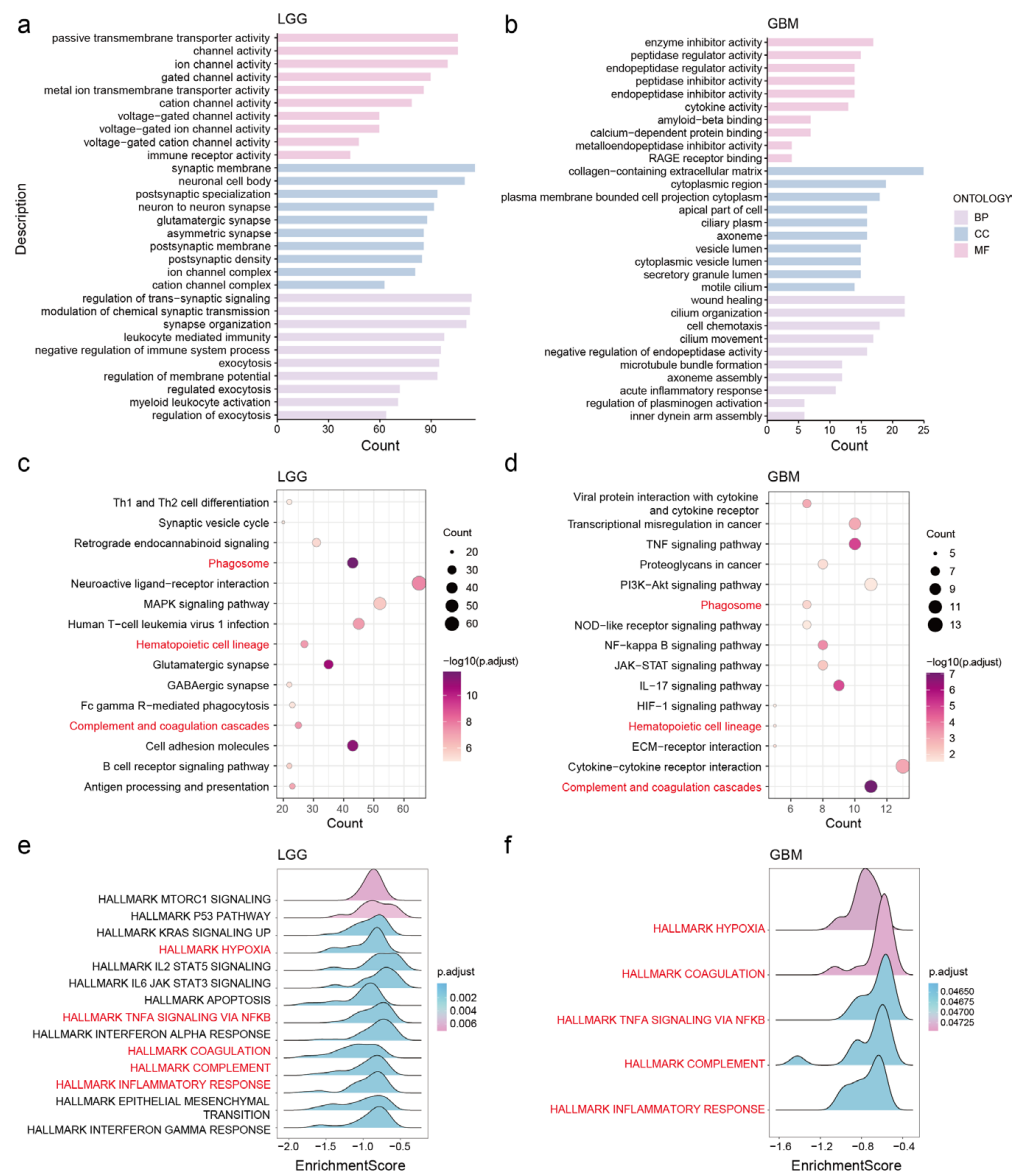 a
LGG
passive transmembrane transporter activity
channel activity
ion channel activity
gated channel activity
metal ion transmembrane transporter activity
cation channel activity
voltage−gated channel activity
voltage−gated ion channel activity
voltage−gated cation channel activity
immune receptor activity
synaptic membrane
neuronal cell body
postsynaptic specialization
neuron to neuron synapse
glutamatergic synapse
asymmetric synapse
postsynaptic membrane
postsynaptic density
ion channel complex
cation channel complex
regulation of trans−synaptic signaling
modulation of chemical synaptic transmission
synapse organization
leukocyte mediated immunity
negative regulation of immune system process
exocytosis
regulation of membrane potential
regulated exocytosis
myeloid leukocyte activation
regulation of exocytosis
Description
0 30 60 90
Count
b
GBM
enzyme inhibitor activity
peptidase regulator activity
endopeptidase regulator activity
peptidase inhibitor activity
endopeptidase inhibitor activity
cytokine activity
amyloid−beta binding
calcium−dependent protein binding
metalloendopeptidase inhibitor activity
RAGE receptor binding
collagen−containing extracellular matrix
cytoplasmic region
plasma membrane bounded cell projection cytoplasm
apical part of cell
ciliary plasm
axoneme
vesicle lumen
cytoplasmic vesicle lumen
secretory granule lumen
motile cilium
wound healing
cilium organization
cell chemotaxis
cilium movement
negative regulation of endopeptidase activity
microtubule bundle formation
axoneme assembly
acute inflammatory response
regulation of plasminogen activation
inner dynein arm assembly
0 5 10 15 20 25
Count
ONTOLOGY
BP
CC
MF
c
LGG
Th1 and Th2 cell differentiation
Synaptic vesicle cycle
Retrograde endocannabinoid signaling
Phagosome
Neuroactive ligand−receptor interaction
MAPK signaling pathway
Human T−cell leukemia virus 1 infection
Hematopoietic cell lineage
Glutamatergic synapse
GABAergic synapse
Fc gamma R−mediated phagocytosis
Complement and coagulation cascades
Cell adhesion molecules
B cell receptor signaling pathway
Antigen processing and presentation
20 30 40 50 60
Count
Count
20
30
40
50
60
−log10(p.adjust)
10
8
6
d
GBM
Viral protein interaction with cytokine
and cytokine receptor
Transcriptional misregulation in cancer
TNF signaling pathway
Proteoglycans in cancer
PI3K−Akt signaling pathway
Phagosome
NOD−like receptor signaling pathway
NF−kappa B signaling pathway
JAK−STAT signaling pathway
IL−17 signaling pathway
HIF−1 signaling pathway
Hematopoietic cell lineage
ECM−receptor interaction
Cytokine−cytokine receptor interaction
Complement and coagulation cascades
6 8 10 12
Count
Count
5
7
9
11
13
−log10(p.adjust)
7
6
5
4
3
2
e
LGG
HALLMARK MTORC1 SIGNALING
HALLMARK P53 PATHWAY
HALLMARK KRAS SIGNALING UP
HALLMARK HYPOXIA
HALLMARK IL2 STAT5 SIGNALING
HALLMARK IL6 JAK STAT3 SIGNALING
HALLMARK APOPTOSIS
HALLMARK TNFA SIGNALING VIA NFKB
HALLMARK INTERFERON ALPHA RESPONSE
HALLMARK COAGULATION
HALLMARK COMPLEMENT
HALLMARK INFLAMMATORY RESPONSE
HALLMARK EPITHELIAL MESENCHYMAL
TRANSITION
HALLMARK INTERFERON GAMMA RESPONSE
−2.0 −1.5 −1.0 −0.5
EnrichmentScore
p.adjust
0.002
0.004
0.006
f
GBM
HALLMARK HYPOXIA
HALLMARK COAGULATION
HALLMARK TNFA SIGNALING VIA NFKB
HALLMARK COMPLEMENT
HALLMARK INFLAMMATORY RESPONSE
−1.6 −1.2 −0.8 −0.4
EnrichmentScore
p.adjust
0.04650
0.04675
0.04700
0.04725